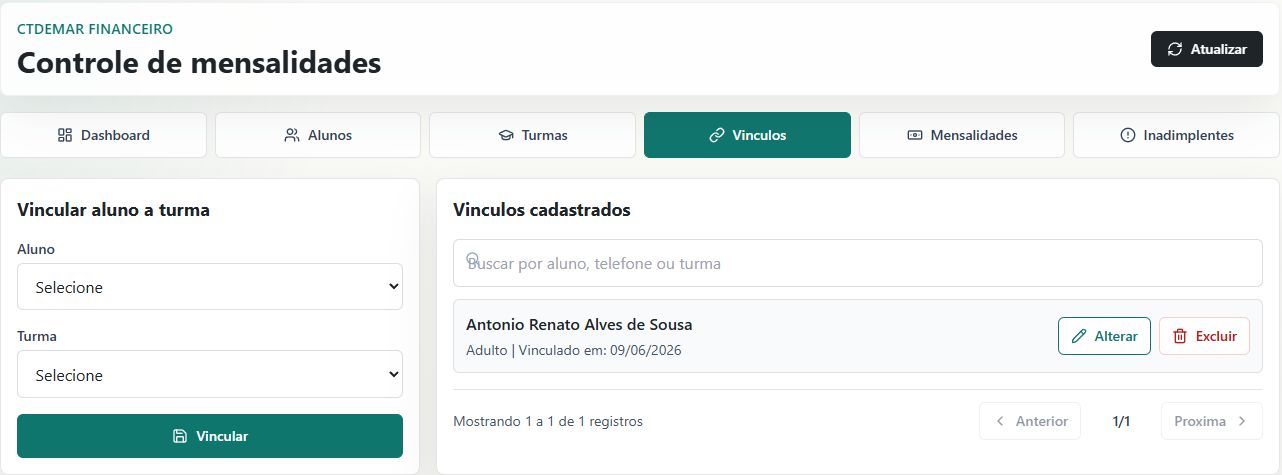 CTDEMAR FINANCEIRO
Controle de mensalidades
Atualizar
Dashboard
Alunos
Turmas
Vinculos
Mensalidades
Inadimplentes
Vincular aluno a turma
Aluno
Selecione
Turma
Selecione
Vincular
Vinculos cadastrados
Buscar por aluno, telefone ou turma
Antonio Renato Alves de Sousa
Adulto | Vinculado em: 09/06/2026
Alterar
Excluir
Mostrando 1 a 1 de 1 registros
Anterior
1/1
Proxima